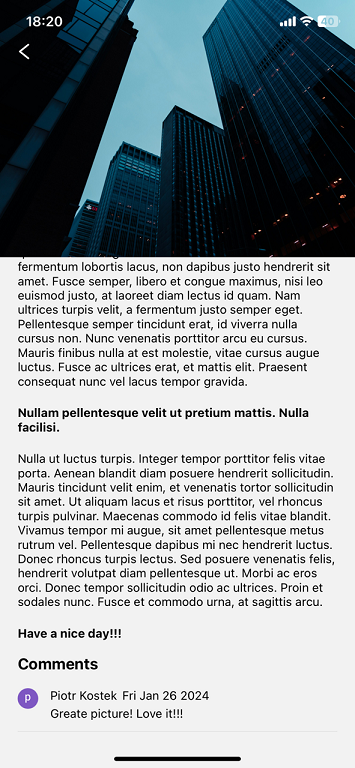 18:20
40
fermentum lobortis lacus, non dapibus justo hendrerit sit
amet. Fusce semper, libero et congue maximus, nisi leo
euismod justo, at laoreet diam lectus id quam. Nam
ultrices turpis velit, a fermentum justo semper eget.
Pellentesque semper tincidunt erat, id viverra nulla
cursus non. Nunc venenatis porttitor arcu eu cursus.
Mauris finibus nulla at est molestie, vitae cursus augue
luctus. Fusce ac ultrices erat, et mattis elit. Praesent
consequat nunc vel lacus tempor gravida.
Nullam pellentesque velit ut pretium mattis. Nulla
facilisi.
Nulla ut luctus turpis. Integer tempor porttitor felis vitae
porta. Aenean blandit diam posuere hendrerit sollicitudin.
Mauris tincidunt velit enim, et venenatis tortor sollicitudin
sit amet. Ut aliquam lacus et risus porttitor, vel rhoncus
turpis pulvinar. Maecenas commodo id felis vitae blandit.
Vivamus tempor mi augue, sit amet pellentesque metus
rutrum vel. Pellentesque dapibus mi nec hendrerit luctus.
Donec rhoncus turpis lectus. Sed posuere venenatis felis,
hendrerit volutpat diam pellentesque ut. Morbi ac eros
orci. Donec tempor sollicitudin odio ac ultrices. Proin et
sodales nunc. Fusce et commodo urna, at sagittis arcu.
Have a nice day!!!
Comments
p
Piotr Kostek Fri Jan 26 2024
Greate picture! Love it!!!